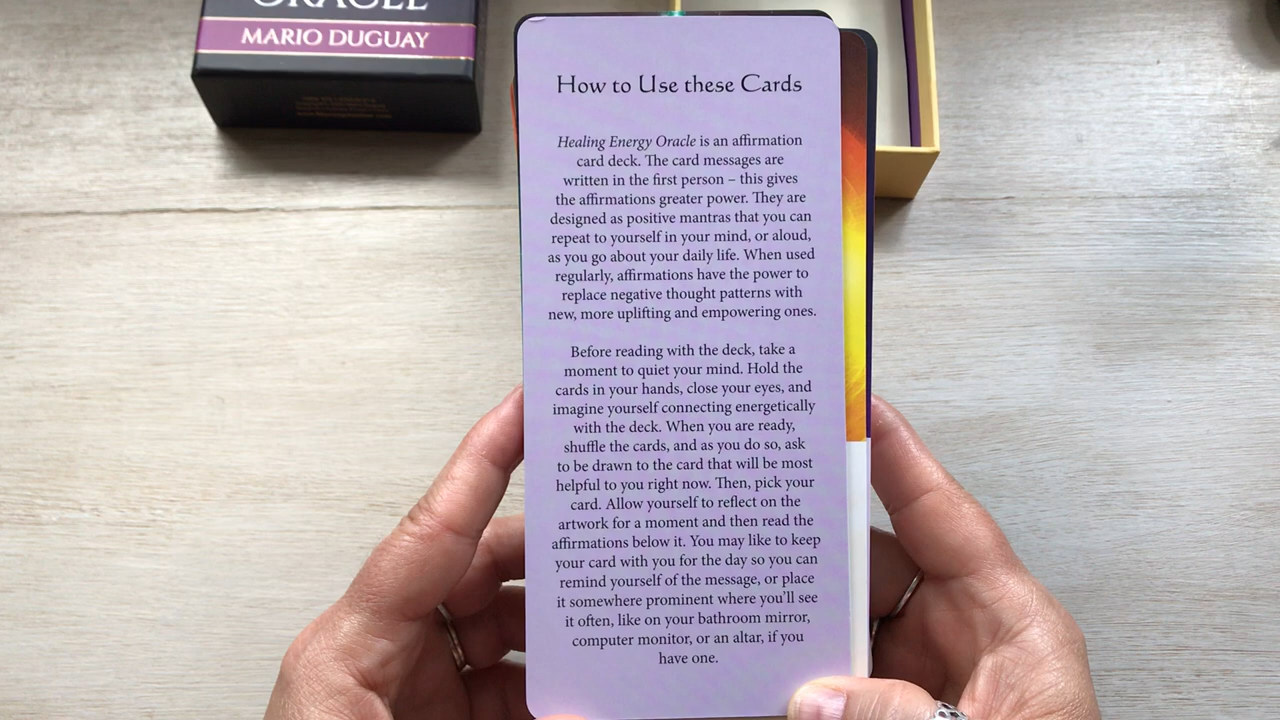 ORACLE
MARIO DUGUAY
How to Use these Cards
Healing Energy Oracle is an affirmation
card deck. The card messages are
written in the first person – this gives
the affirmations greater power. They are
designed as positive mantras that you can
repeat to yourself in your mind, or aloud,
as you go about your daily life. When used
regularly, affirmations have the power to
replace negative thought patterns with
new, more uplifting and empowering ones.
Before reading with the deck, take a
moment to quiet your mind. Hold the
cards in your hands, close your eyes, and
imagine yourself connecting energetically
with the deck. When you are ready,
shuffle the cards, and as you do so, ask
to be drawn to the card that will be most
helpful to you right now. Then, pick your
card. Allow yourself to reflect on the
artwork for a moment and then read the
affirmations below it. You may like to keep
your card with you for the day so you can
remind yourself of the message, or place
it somewhere prominent where you'll see
it often, like on your bathroom mirror,
computer monitor, or an altar, if you
have one.